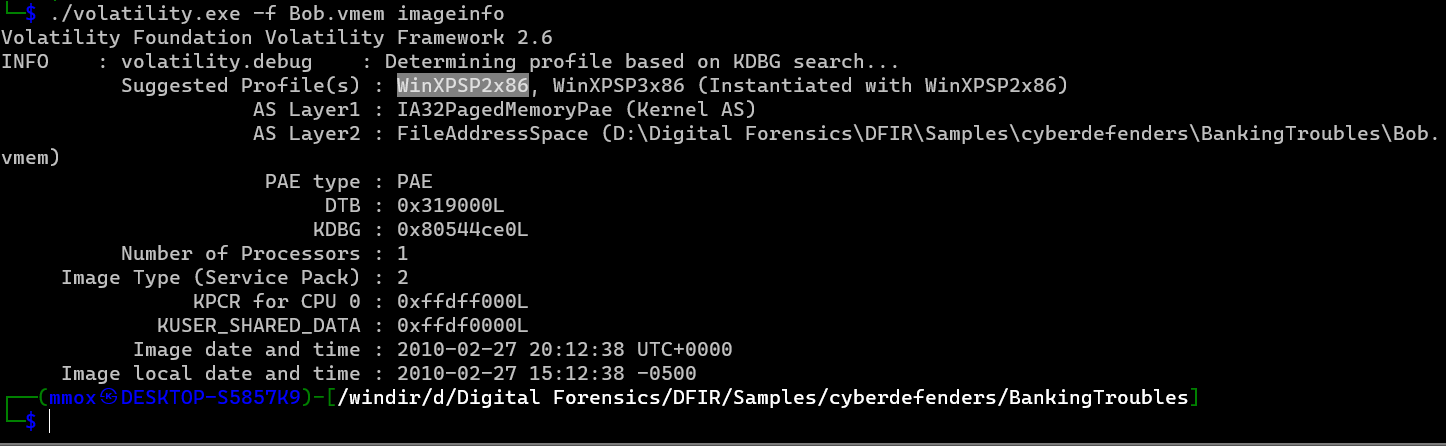 └─$ ./volatility.exe -f Bob.vmem imageinfo
Volatility Foundation Volatility Framework 2.6
INFO    : volatility.debug    : Determining profile based on KDBG search...
          Suggested Profile(s) : WinXPSP2x86, WinXPSP3x86 (Instantiated with WinXPSP2x86)
                     AS Layer1 : IA32PagedMemoryPae (Kernel AS)
                     AS Layer2 : FileAddressSpace (D:\Digital Forensics\DFIR\Samples\cyberdefenders\BankingTroubles\Bob.
vmem)
                      PAE type : PAE
                           DTB : 0x319000L
                          KDBG : 0x80544ce0L
          Number of Processors : 1
     Image Type (Service Pack) : 2
                KPCR for CPU 0 : 0xffdff000L
             KUSER_SHARED_DATA : 0xffdf0000L
           Image date and time : 2010-02-27 20:12:38 UTC+0000
     Image local date and time : 2010-02-27 15:12:38 -0500
┌──(mmox㉿DESKTOP-S5857K9)-[/windir/d/Digital Forensics/DFIR/Samples/cyberdefenders/BankingTroubles]
└─$